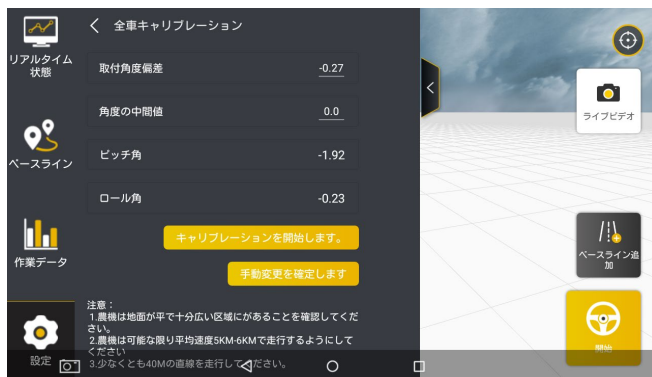 全車キャリブレーション
リアルタイム
状態
ベースライン
作業データ
設定
取付角度偏差
-0.27
角度の中間値
0.0
ピッチ角
-1.92
ロール角
-0.23
キャリブレーションを開始します。
手動変更を確定します
注意：
1.農機は地面が平で十分広い区域にがあることを確認してくだ
さい。
2.農機は可能な限り平均速度5KM-6KMで走行するようにして
ください
3.少なくとも40Mの直線を走行してください。
ライブビデオ
ベースライン追
加
開始